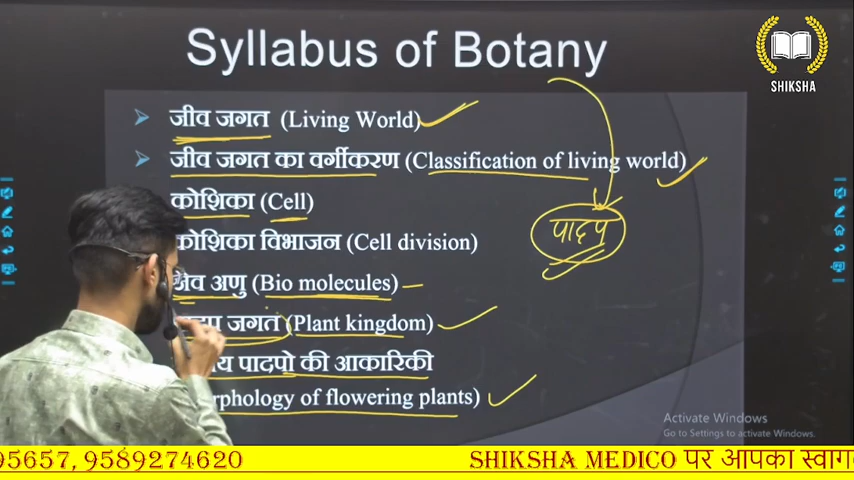 Syllabus of Botany
SHIKSHA
जीव जगत (Living World)
जीव जगत का वर्गीकरण (Classification of living world)
कोशिका (Cell)
पादप
कोशिका विभाजन (Cell division)
अणु (Bio molecules)
जगत (Plant kingdom)
पादपो की आकारिकी
of flowering plants)
Activate Windows
Go to Settings to activate Windows.
95657, 9589274620 SHIKSHA MEDICO पर आपका